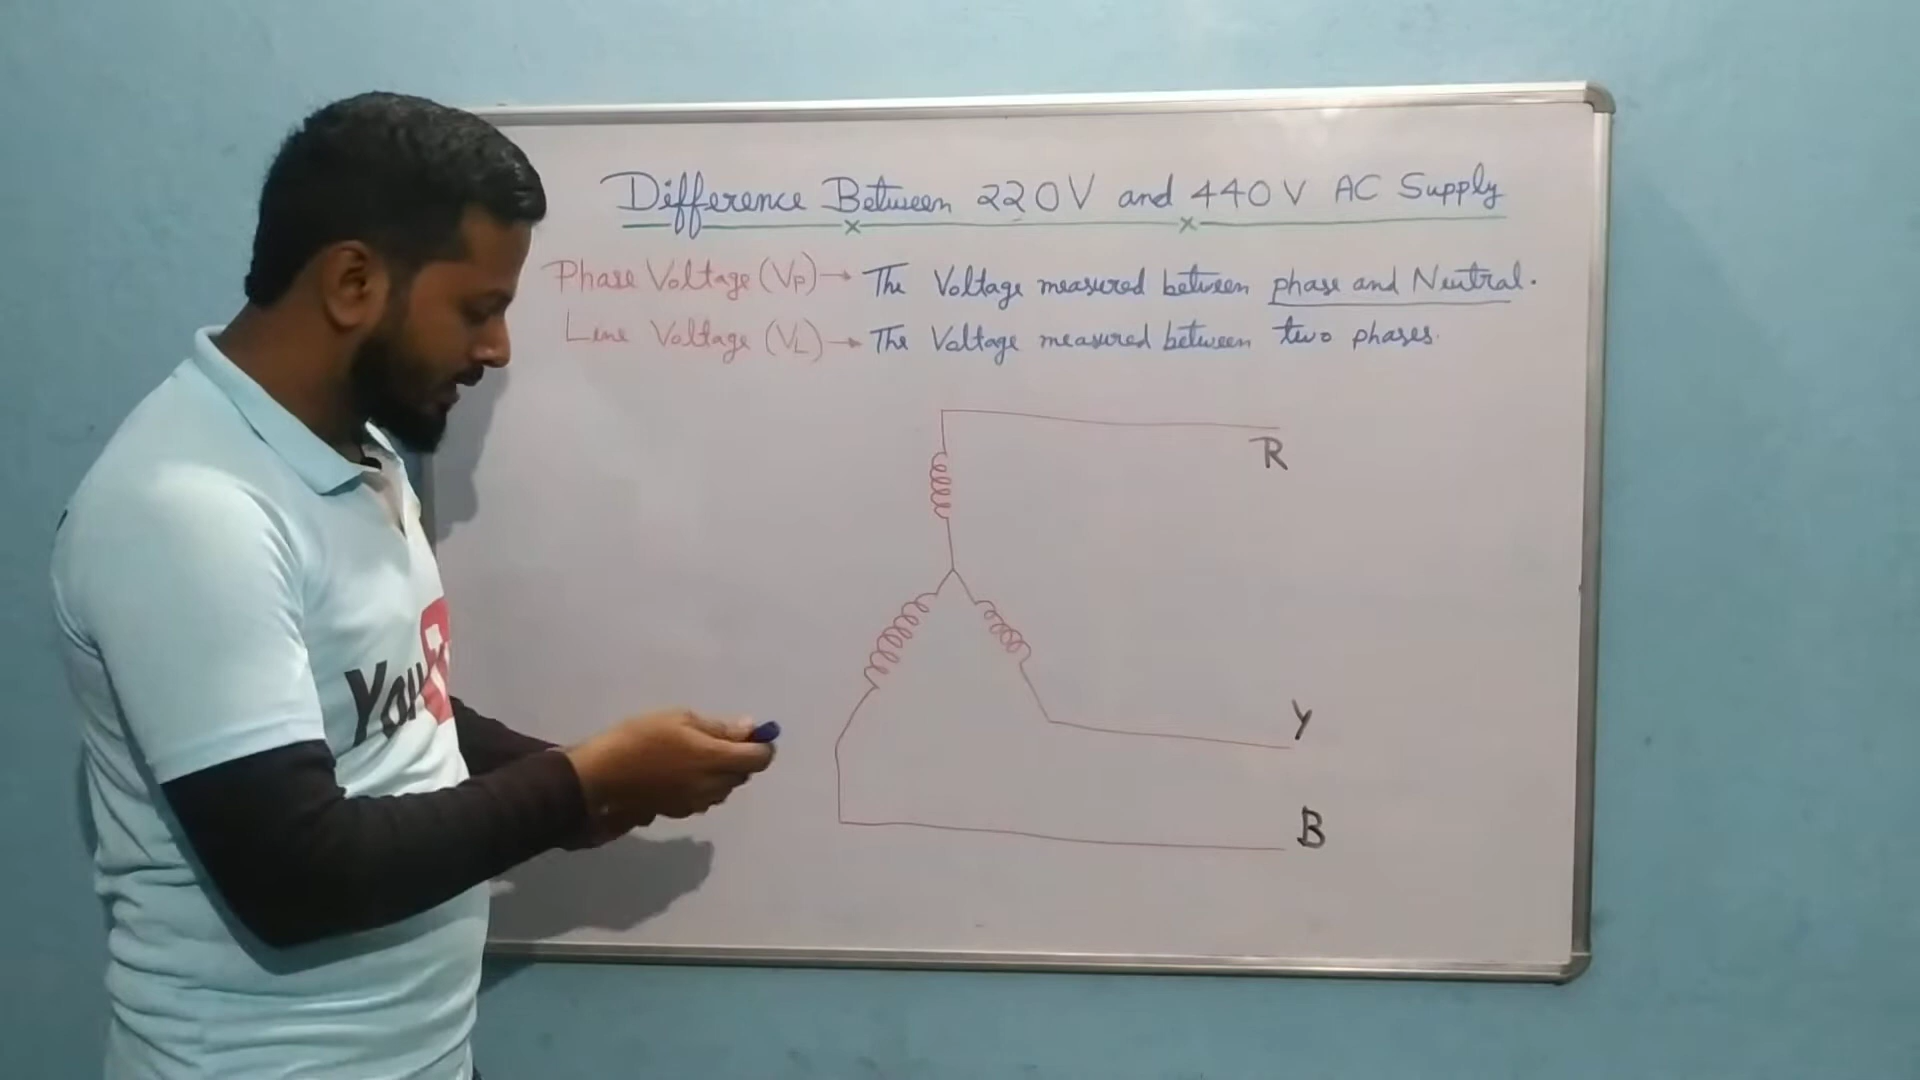 Difference Between 220V and 440V AC Supply
Phase Voltage (Vp) → The Voltage measured between phase and Neutral.
Line Voltage (VL) → The Voltage measured between two phases.
R
You
Y
B